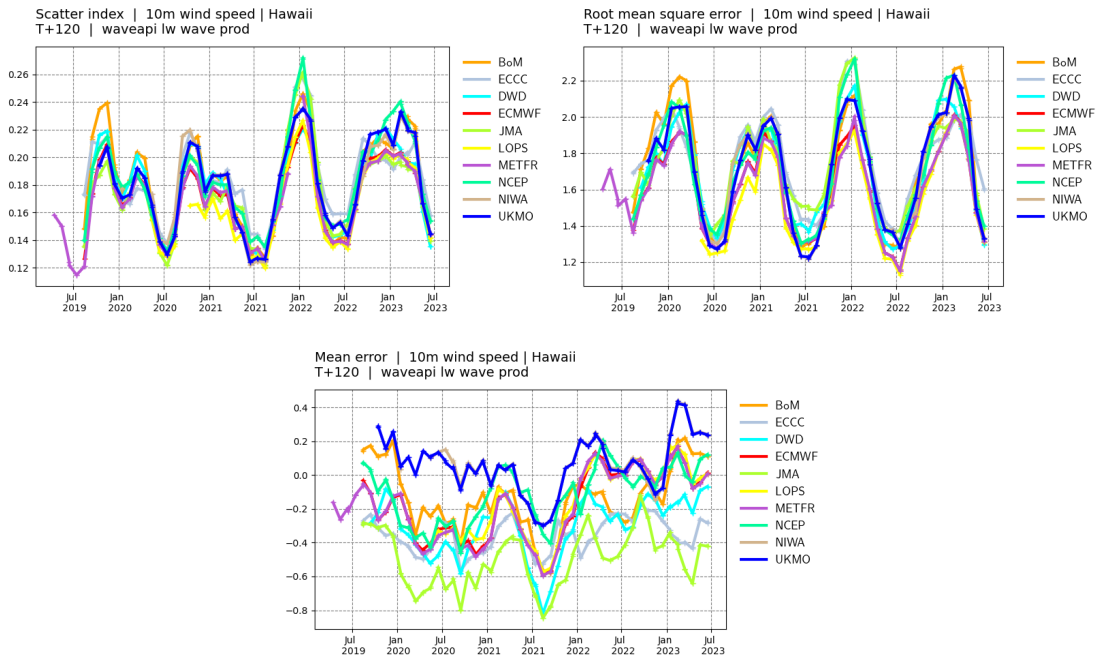 Scatter index | 10m wind speed | Hawaii
T+120 | waveapi lw wave prod
0.26
0.24
0.22
0.20
0.18
0.16
0.14
0.12
Jul
2019
Jan
2020
Jul
2020
Jan
2021
Jul
2021
Jan
2022
Jul
2022
Jan
2023
Jul
2023
BoM
ECCC
DWD
ECMWF
JMA
LOPS
METFR
NCEP
NIWA
UKMO
Root mean square error | 10m wind speed | Hawaii
T+120 | waveapi lw wave prod
2.2
2.0
1.8
1.6
1.4
1.2
Jul
2019
Jan
2020
Jul
2020
Jan
2021
Jul
2021
Jan
2022
Jul
2022
Jan
2023
Jul
2023
BoM
ECCC
DWD
ECMWF
JMA
LOPS
METFR
NCEP
NIWA
UKMO
Mean error | 10m wind speed | Hawaii
T+120 | waveapi lw wave prod
0.4
0.2
0.0
−0.2
−0.4
−0.6
−0.8
Jul
2019
Jan
2020
Jul
2020
Jan
2021
Jul
2021
Jan
2022
Jul
2022
Jan
2023
Jul
2023
BoM
ECCC
DWD
ECMWF
JMA
LOPS
METFR
NCEP
NIWA
UKMO